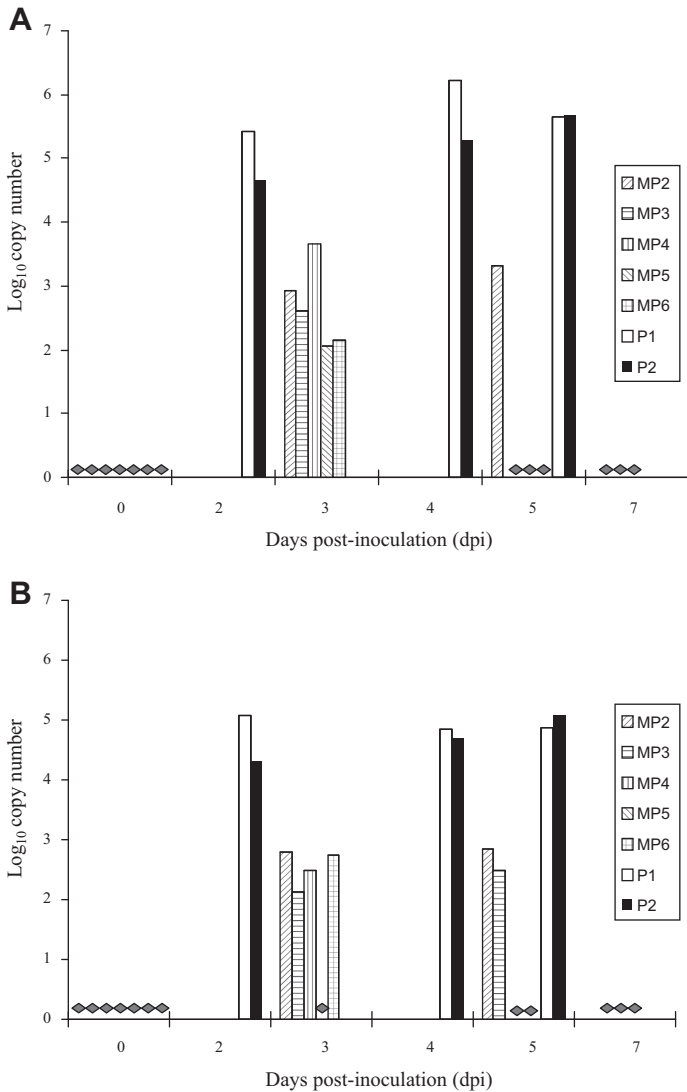 A
7
6
5
4
3
2
1
0
Log10 copy number
0 2 3 4 5 7
Days post-inoculation (dpi)
MP2
MP3
MP4
MP5
MP6
P1
P2
B
7
6
5
4
3
2
1
0
Log10 copy number
0 2 3 4 5 7
Days post-inoculation (dpi)
MP2
MP3
MP4
MP5
MP6
P1
P2